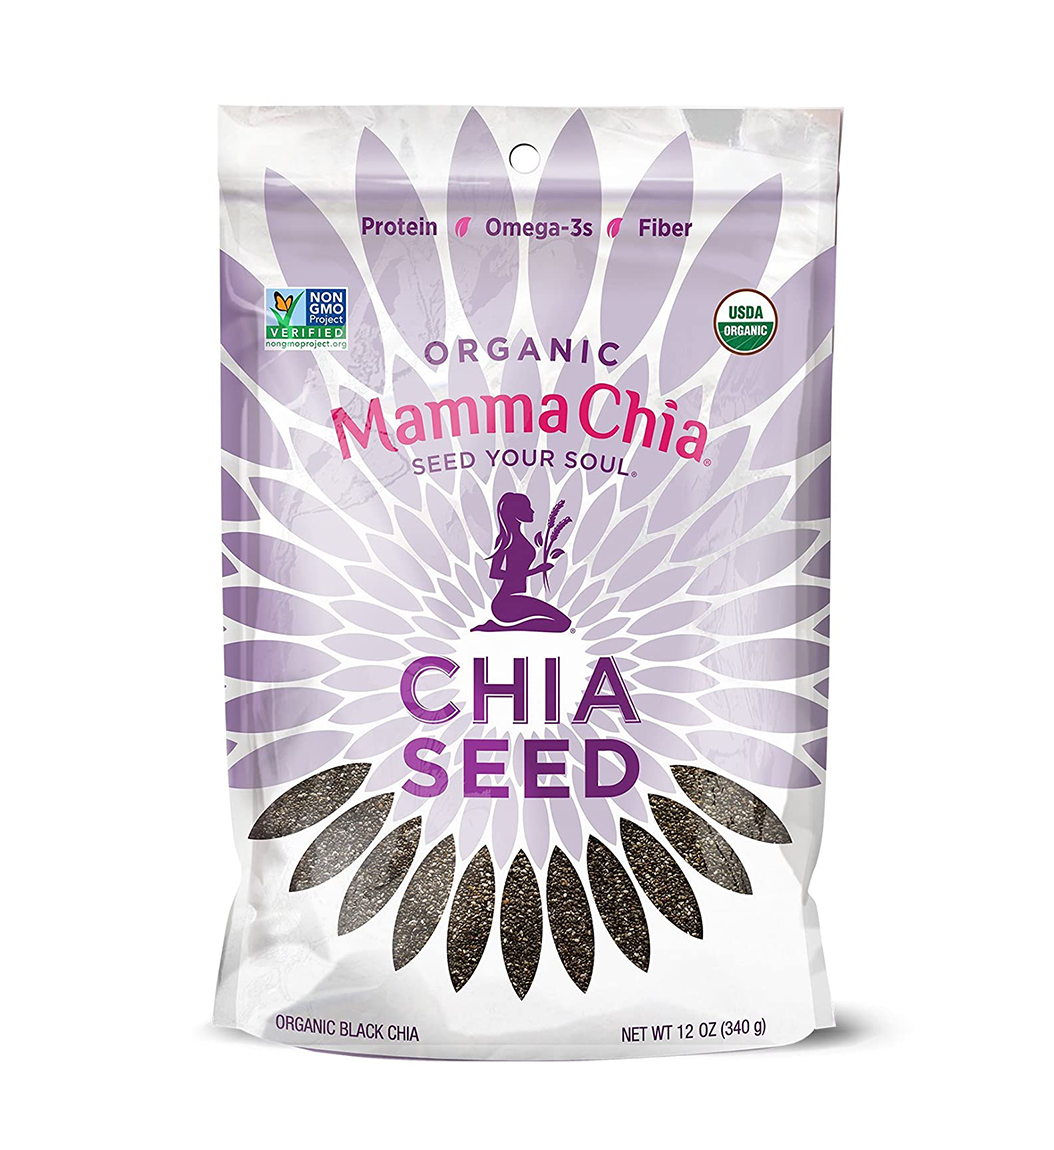 Protein Omega-3s Fiber
NON
GMO
Project
VERIFIED
nongmoproject.org
USDA
ORGANIC
ORGANIC
Mamma Chia®
SEED YOUR SOUL®
®
CHIA
SEED
ORGANIC BLACK CHIA
NET WT 12 OZ (340 g)